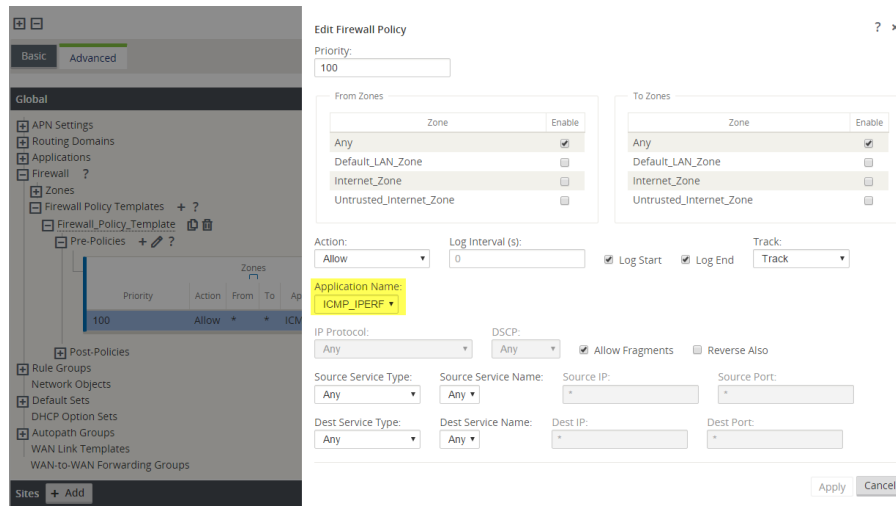 Basic Advanced
Global
APN Settings
Routing Domains
Applications
Firewall ?
Zones
Firewall Policy Templates + ?
Firewall_Policy_Template
Pre-Policies + ?
Zones
Priority Action From To Ap
100 Allow * * ICM
Post-Policies
Rule Groups
Network Objects
Default Sets
DHCP Option Sets
Autopath Groups
WAN Link Templates
WAN-to-WAN Forwarding Groups
Sites + Add
Edit Firewall Policy ?
Priority:
100
From Zones To Zones
Zone Enable Zone Enable
Any Any
Default_LAN_Zone Default_LAN_Zone
Internet_Zone Internet_Zone
Untrusted_Internet_Zone Untrusted_Internet_Zone
Action: Log Interval (s): Track:
Allow 0 Log Start Log End Track
Application Name:
ICMP_IPERF
IP Protocol: DSCP:
Any Any Allow Fragments Reverse Also
Source Service Type: Source Service Name: Source IP: Source Port:
Any Any * *
Dest Service Type: Dest Service Name: Dest IP: Dest Port:
Any Any * *
Apply Cancel